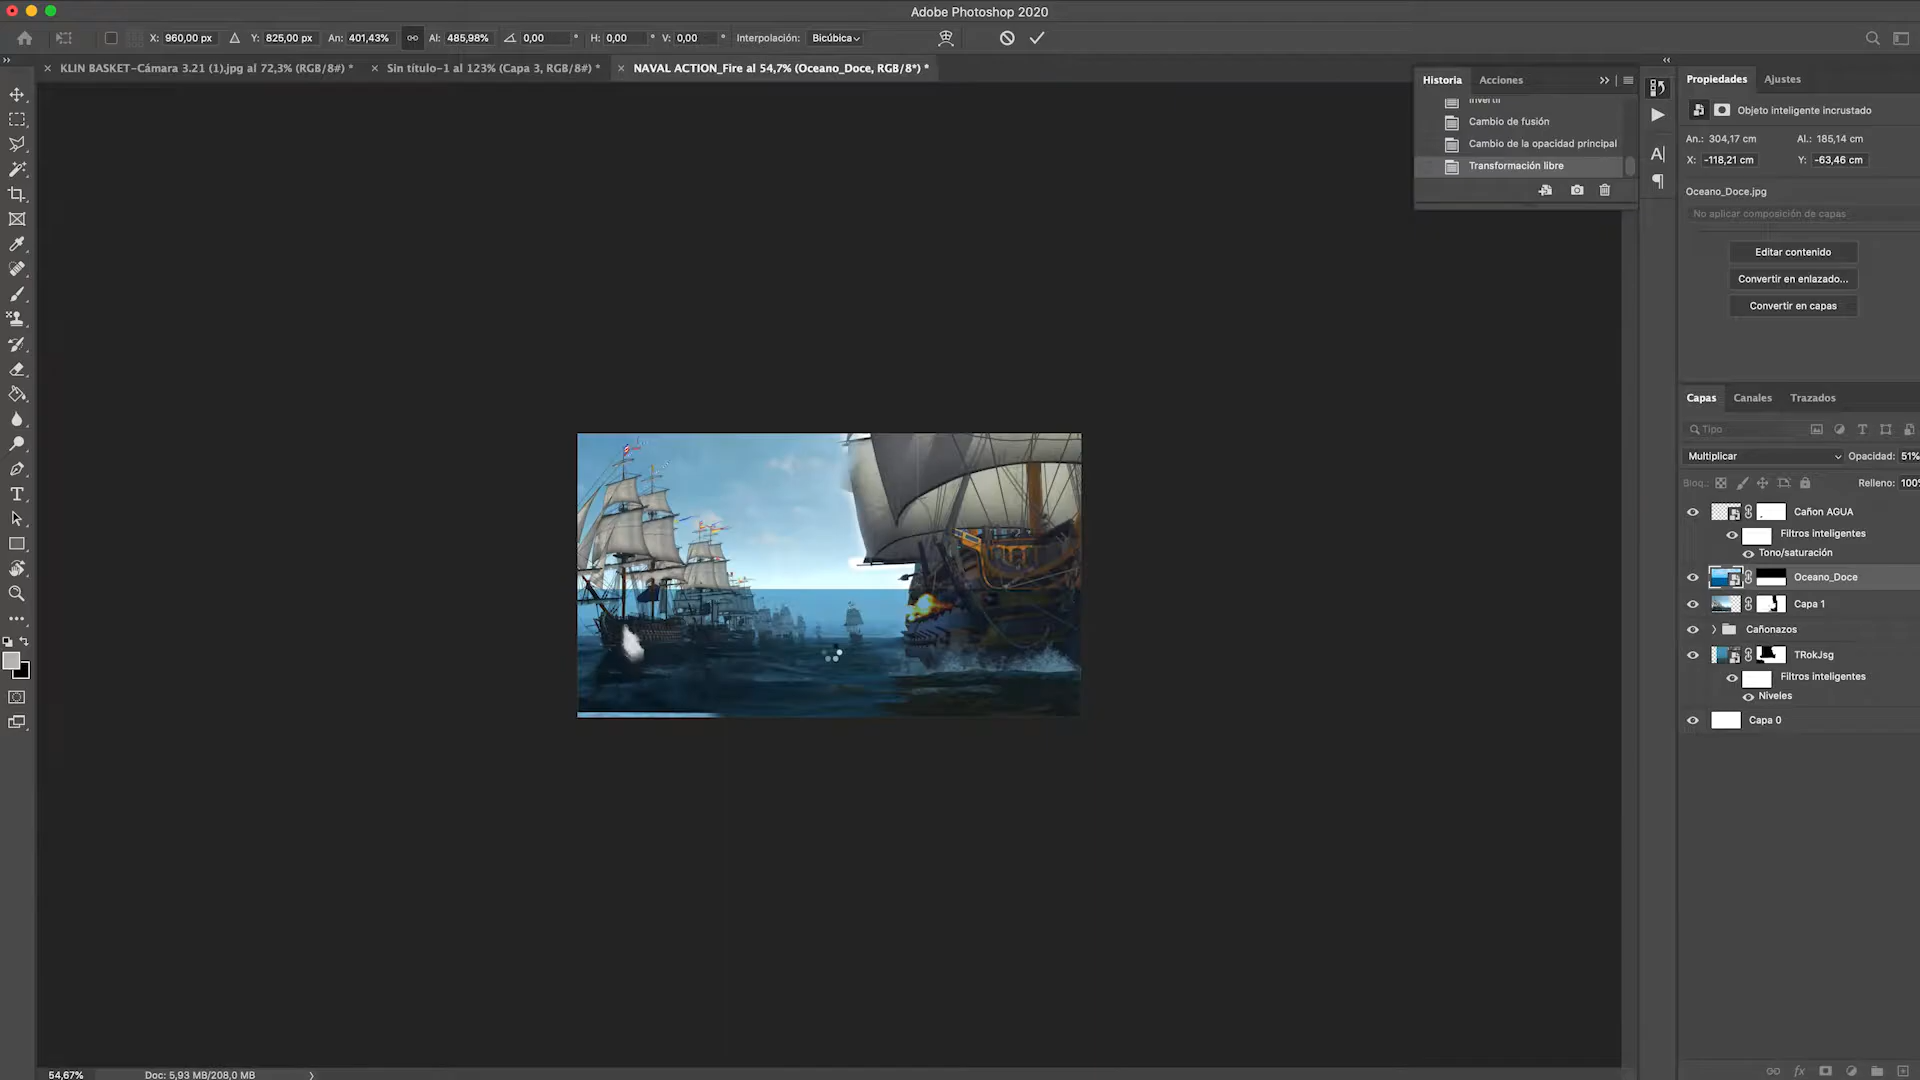 Adobe Photoshop 2020
X: 960,00 px Y: 825,00 px An: 401,43% Al: 485,98% 0,00 ° H: 0,00 ° V: 0,00 ° Interpolación: Bicúbica
KLIN BASKET-Cámara 3.21 (1).jpg al 72,3% (RGB/8#) *
Sin título-1 al 123% (Capa 3, RGB/8#) *
NAVAL ACTION_Fire al 54,7% (Oceano_Doce, RGB/8*) *
Historia Acciones
Invertir
Cambio de fusión
Cambio de la opacidad principal
Transformación libre
Propiedades Ajustes
Objeto inteligente incrustado
An.: 304,17 cm Al.: 185,14 cm
X: -118,21 cm Y: -63,46 cm
Oceano_Doce.jpg
No aplicar composición de capas
Editar contenido
Convertir en enlazado...
Convertir en capas
Capas Canales Trazados
Tipo
Multiplicar Opacidad: 51%
Bloq.: Relleno: 100%
Cañon AGUA
Filtros inteligentes
Tono/saturación
Oceano_Doce
Capa 1
Cañonazos
TRokJsg
Filtros inteligentes
Niveles
Capa 0
54,67% Doc: 5,93 MB/208,0 MB